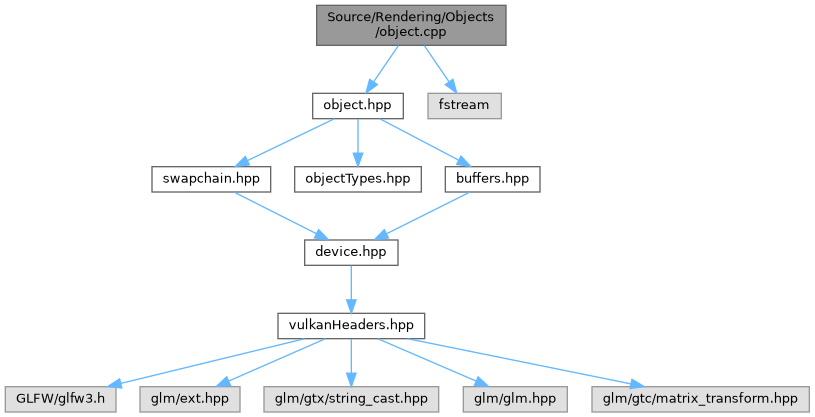 Source/Rendering/Objects
/object.cpp
object.hpp
fstream
swapchain.hpp
objectTypes.hpp
buffers.hpp
device.hpp
vulkanHeaders.hpp
GLFW/glfw3.h
glm/ext.hpp
glm/gtx/string_cast.hpp
glm/glm.hpp
glm/gtc/matrix_transform.hpp